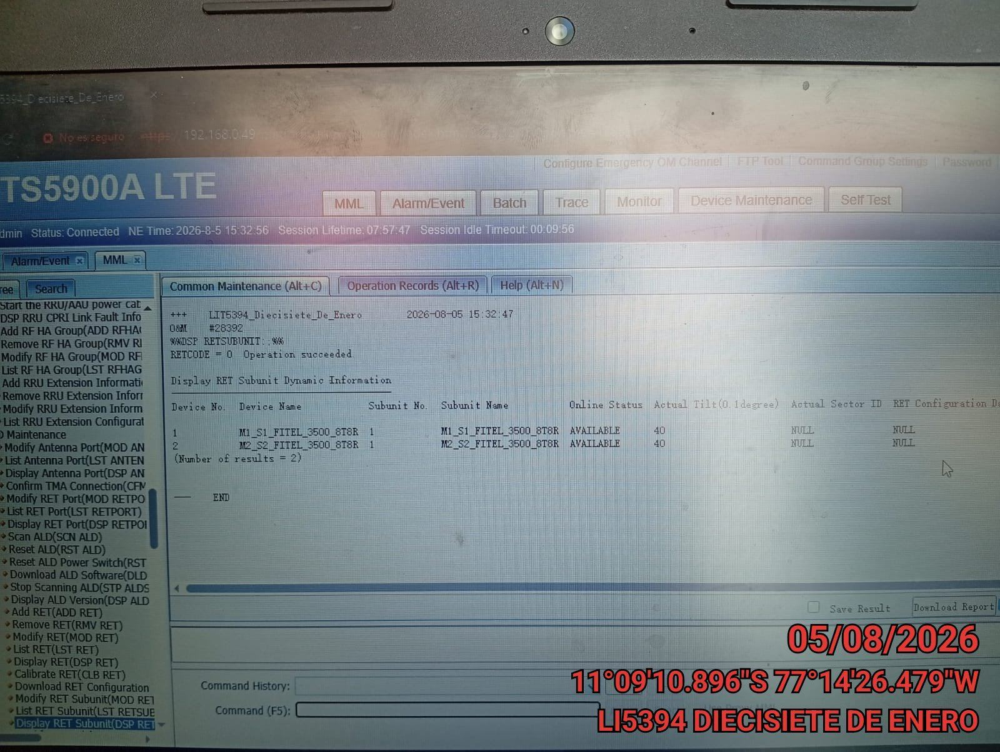 5394_Diecisiete_De_Enero ×
No es seguro https://192.168.0.49
Configure Emergency OM Channel | FTP Tool | Command Group Settings | Password
TS5900A LTE
MML Alarm/Event Batch Trace Monitor Device Maintenance Self Test
dmin Status: Connected NE Time: 2026-8-5 15:32:56 Session Lifetime: 07:57:47 Session Idle Timeout: 00:09:56
Alarm/Event × MML ×
ree Search
Common Maintenance (Alt+C) Operation Records (Alt+R) Help (Alt+N)
Start the RRU/AAU power cat
DSP RRU CPRI Link Fault Info
Add RF HA Group(ADD RFHA
Remove RF HA Group(RMV RI
Modify RF HA Group(MOD RF
List RF HA Group(LST RFHAG
Add RRU Extension Informati
Remove RRU Extension Inforr
Modify RRU Extension Inform
List RRU Extension Configurat
D Maintenance
Modify Antenna Port(MOD AN
List Antenna Port(LST ANTEN
Display Antenna Port(DSP AN
Confirm TMA Connection(CFM
Modify RET Port(MOD RETPO
List RET Port(LST RETPORT)
Display RET Port(DSP RETPOI
Scan ALD(SCN ALD)
Reset ALD(RST ALD)
Reset ALD Power Switch(RST
Download ALD Software(DLD
Stop Scanning ALD(STP ALDS
Display ALD Version(DSP ALD
Add RET(ADD RET)
Remove RET(RMV RET)
Modify RET(MOD RET)
List RET(LST RET)
Display RET(DSP RET)
Calibrate RET(CLB RET)
Download RET Configuration
Modify RET Subunit(MOD RET
List RET Subunit(LST RETSUB
Display RET Subunit(DSP RET
+++ LIT5394_Diecisiete_De_Enero 2026-08-05 15:32:47
O&M #28392
%%DSP RETSUBUNIT:;%%
RETCODE = 0 Operation succeeded.
Display RET Subunit Dynamic Information
Device No. Device Name Subunit No. Subunit Name Online Status Actual Tilt(0.1degree) Actual Sector ID RET Configuration Da
1 M1_S1_FITEL_3500_8T8R 1 M1_S1_FITEL_3500_8T8R AVAILABLE 40 NULL NULL
2 M2_S2_FITEL_3500_8T8R 1 M2_S2_FITEL_3500_8T8R AVAILABLE 40 NULL NULL
(Number of results = 2)
--- END
Save Result Download Report
Command History:
Command (F5):
05/08/2026
11°09'10.896"S 77°14'26.479"W
LI5394 DIECISIETE DE ENERO